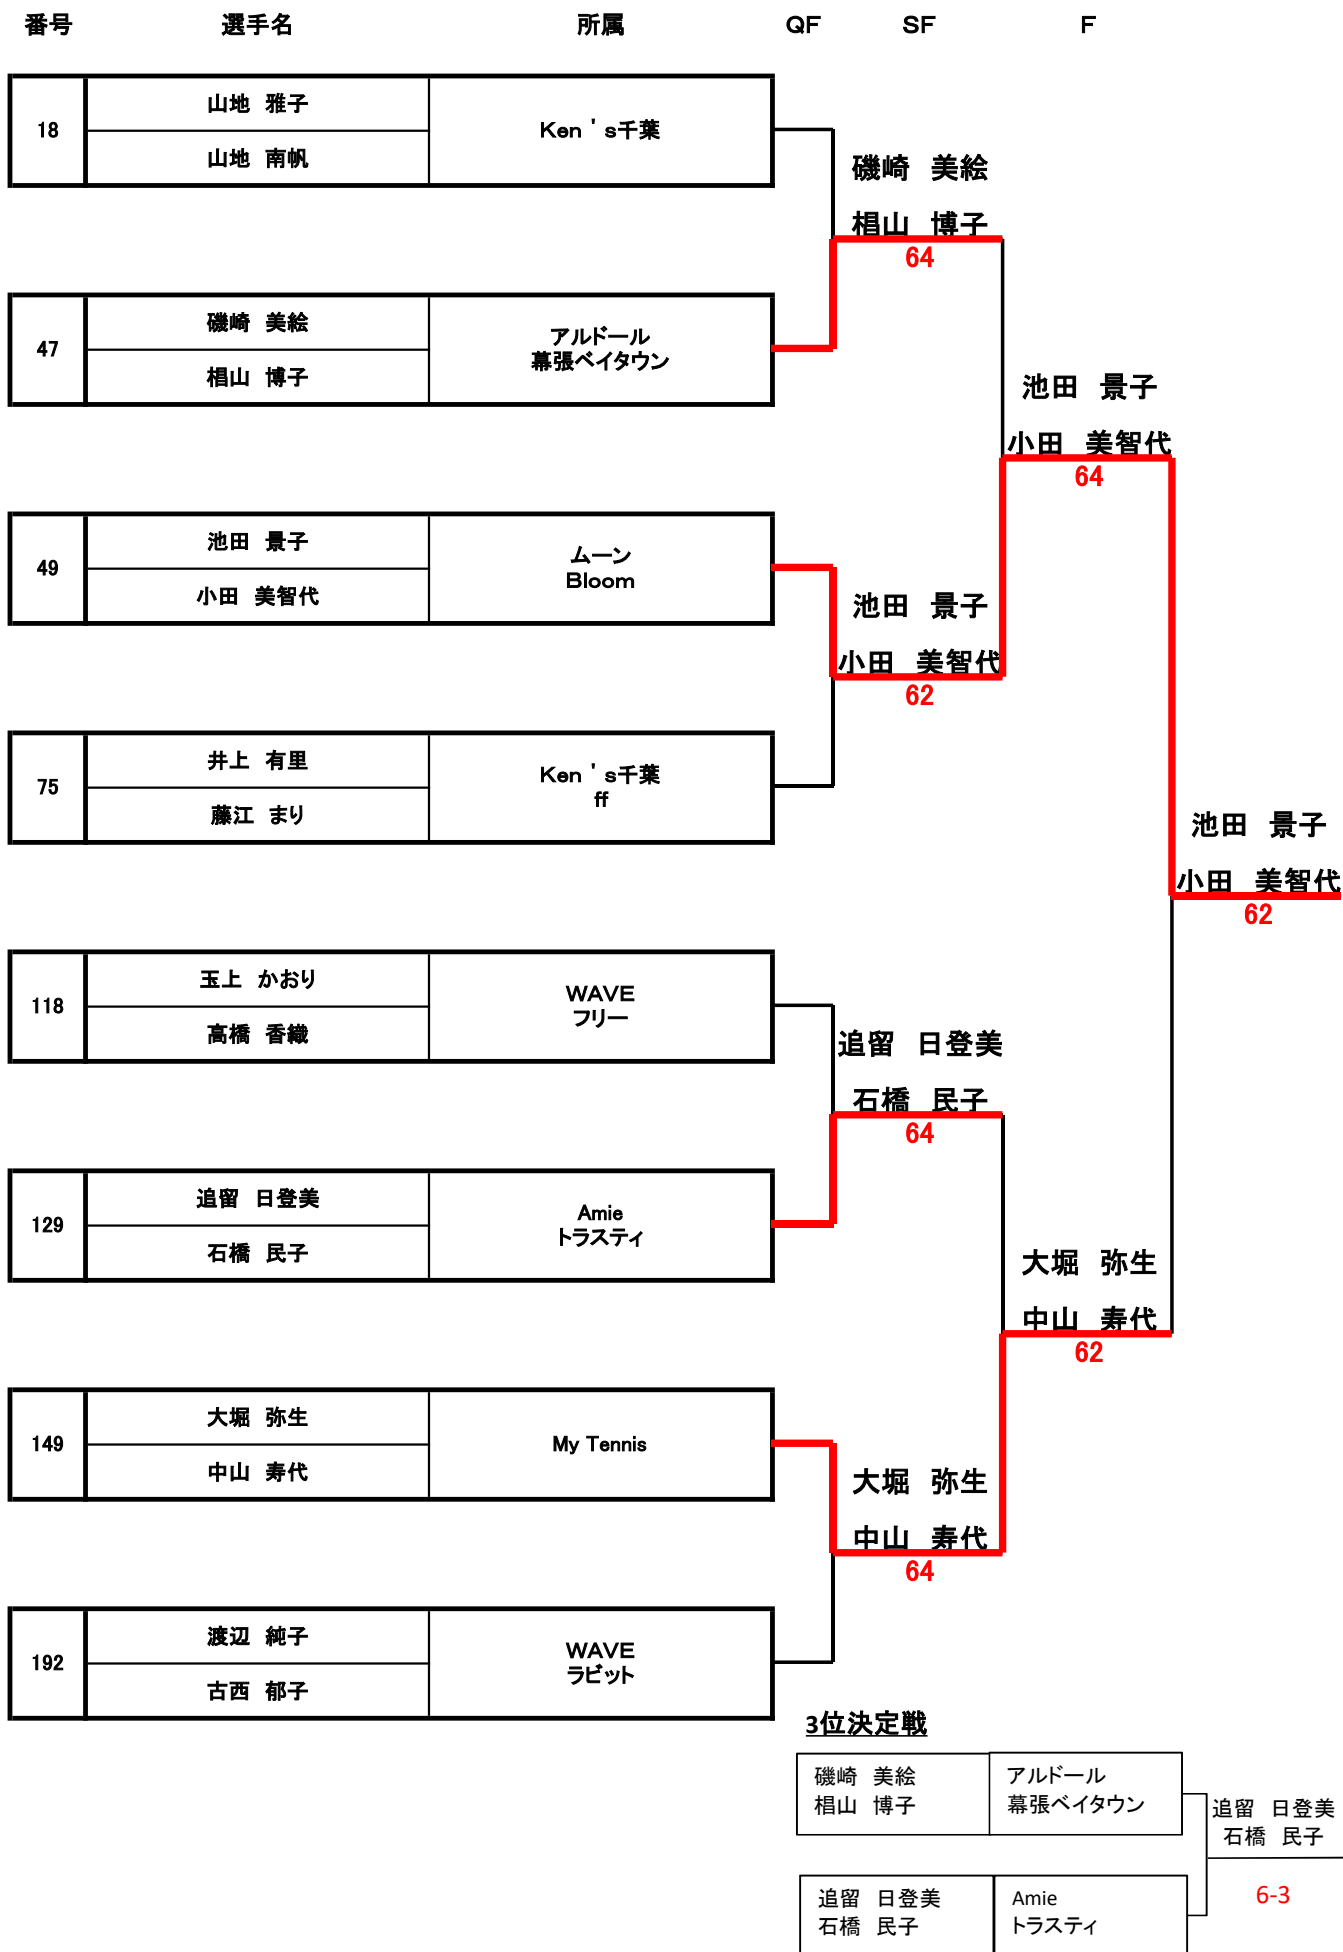 番号 選手名 所属 QF SF F
18
山地 雅子
山地 南帆
Ken's千葉
47
磯崎 美絵
椙山 博子
アルドール
幕張ベイタウン
49
池田 景子
小田 美智代
ムーン
Bloom
75
井上 有里
藤江 まり
Ken's千葉
ff
118
玉上 かおり
高橋 香織
WAVE
フリー
129
追留 日登美
石橋 民子
Amie
トラスティ
149
大堀 弥生
中山 寿代
My Tennis
192
渡辺 純子
古西 郁子
WAVE
ラビット
磯崎 美絵
椙山 博子
64
池田 景子
小田 美智代
62
追留 日登美
石橋 民子
64
大堀 弥生
中山 寿代
64
池田 景子
小田 美智代
64
大堀 弥生
中山 寿代
62
池田 景子
小田 美智代
62
3位決定戦
磯崎 美絵
椙山 博子
アルドール
幕張ベイタウン
追留 日登美
石橋 民子
Amie
トラスティ
追留 日登美
石橋 民子
6-3